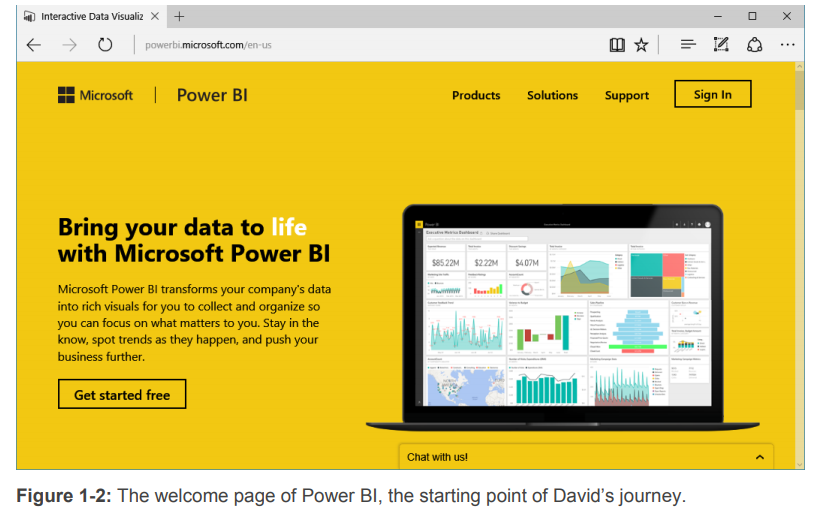 Interactive Data Visualiz
powerbi.microsoft.com/en-us
Microsoft | Power BI
Products Solutions Support Sign In
Bring your data to life
with Microsoft Power BI
Microsoft Power BI transforms your company's data
into rich visuals for you to collect and organize so
you can focus on what matters to you. Stay in the
know, spot trends as they happen, and push your
business further.
Get started free
Power BI
Executive Metrics Dashboard
$85.22M $2.22M $4.07M
Chat with us!
Figure 1-2: The welcome page of Power BI, the starting point of David’s journey.